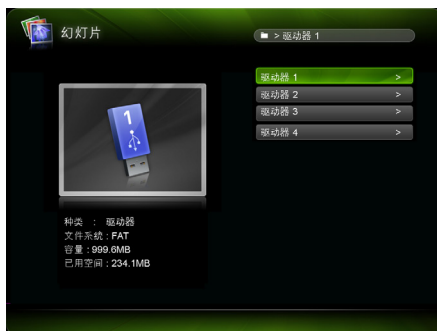 幻灯片
> 驱动器 1
驱动器 1 >
驱动器 2 >
驱动器 3 >
驱动器 4 >
1
种类 : 驱动器
文件系统 : FAT
容量 : 999.6MB
已用空间 : 234.1MB